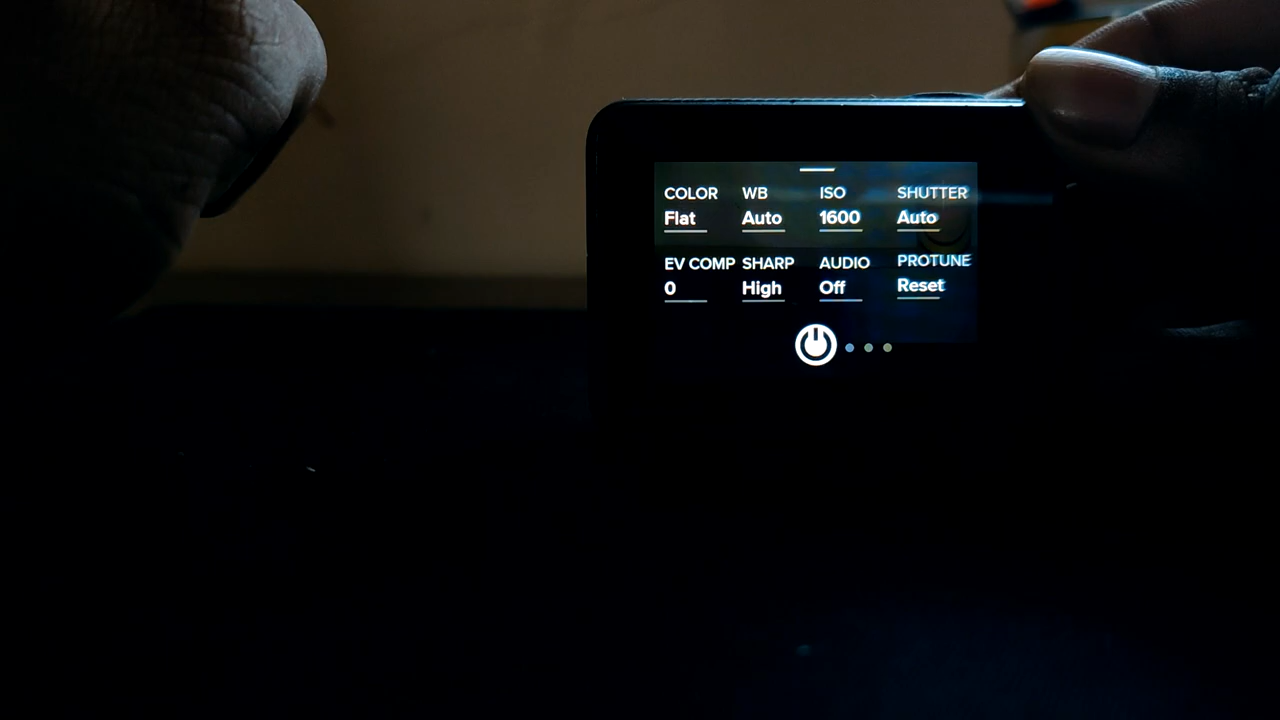 COLOR WB ISO SHUTTER
Flat Auto 1600 Auto
EV COMP SHARP AUDIO PROTUNE
0 High Off Reset